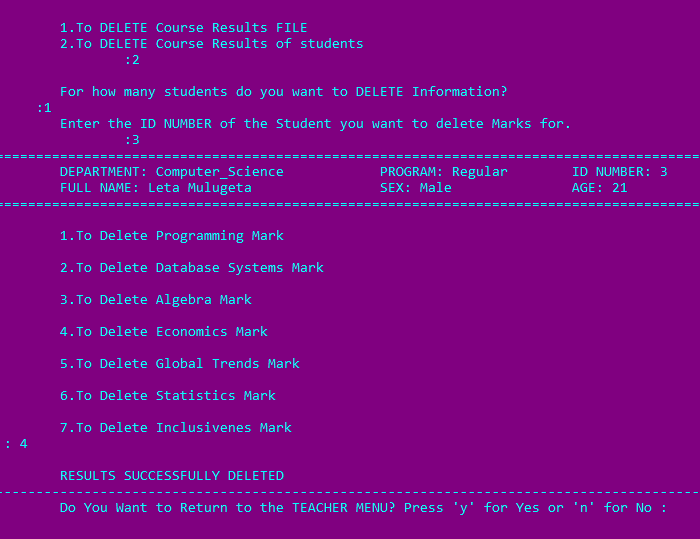 1.To DELETE Course Results FILE
2.To DELETE Course Results of students
:2
For how many students do you want to DELETE Information?
:1
Enter the ID NUMBER of the Student you want to delete Marks for.
:3
DEPARTMENT: Computer_Science PROGRAM: Regular ID NUMBER: 3
FULL NAME: Leta Mulugeta SEX: Male AGE: 21
1.To Delete Programming Mark
2.To Delete Database Systems Mark
3.To Delete Algebra Mark
4.To Delete Economics Mark
5.To Delete Global Trends Mark
6.To Delete Statistics Mark
7.To Delete Inclusivenes Mark
: 4
RESULTS SUCCESSFULLY DELETED
Do You Want to Return to the TEACHER MENU? Press 'y' for Yes or 'n' for No :